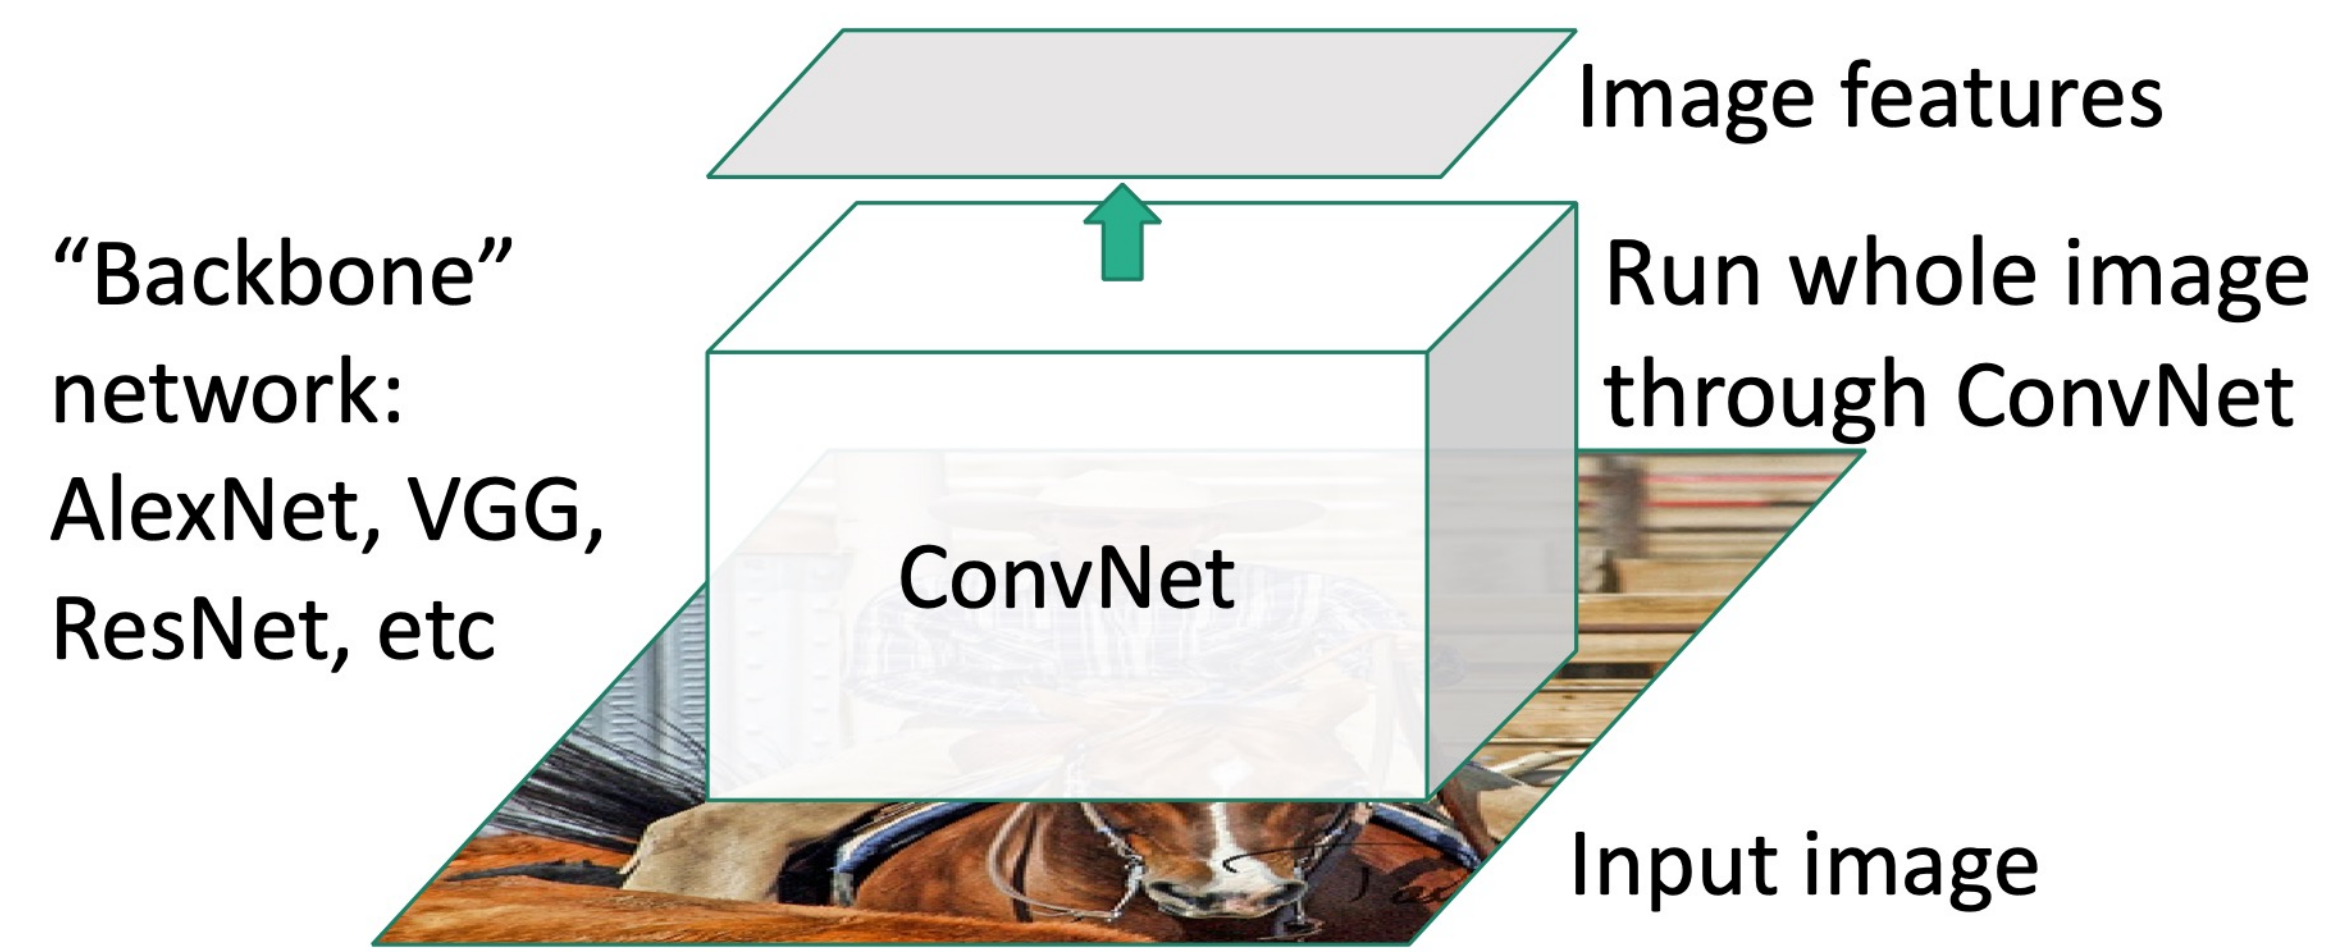 Image features
“Backbone”
network:
AlexNet, VGG,
ResNet, etc
Run whole image
through ConvNet
ConvNet
Input image